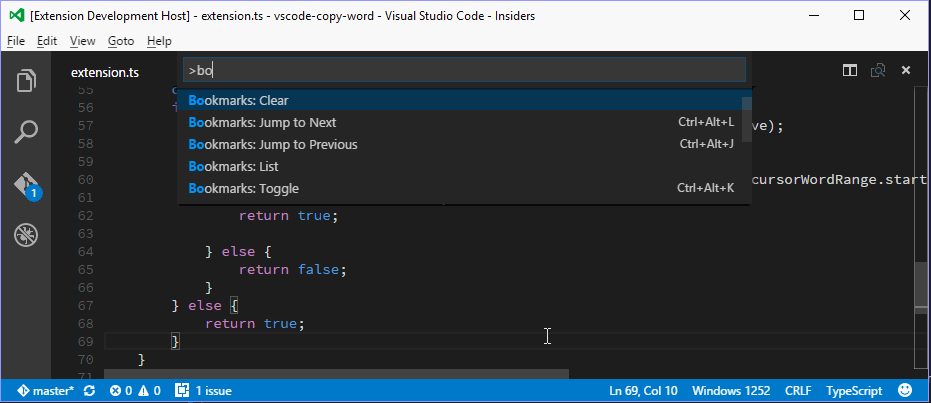 [Extension Development Host] - extension.ts - vscode-copy-word - Visual Studio Code - Insiders
File Edit View Goto Help
extension.ts
>bo
Bookmarks: Clear
Bookmarks: Jump to Next Ctrl+Alt+L
Bookmarks: Jump to Previous Ctrl+Alt+J
Bookmarks: List
Bookmarks: Toggle Ctrl+Alt+K
55
56
57 ve);
58
59
60 cursorWordRange.start
61
62 return true;
63
64 } else {
65 return false;
66 }
67 } else {
68 return true;
69 }
70 }
71
1
master* 0 0 1 issue Ln 69, Col 10 Windows 1252 CRLF TypeScript